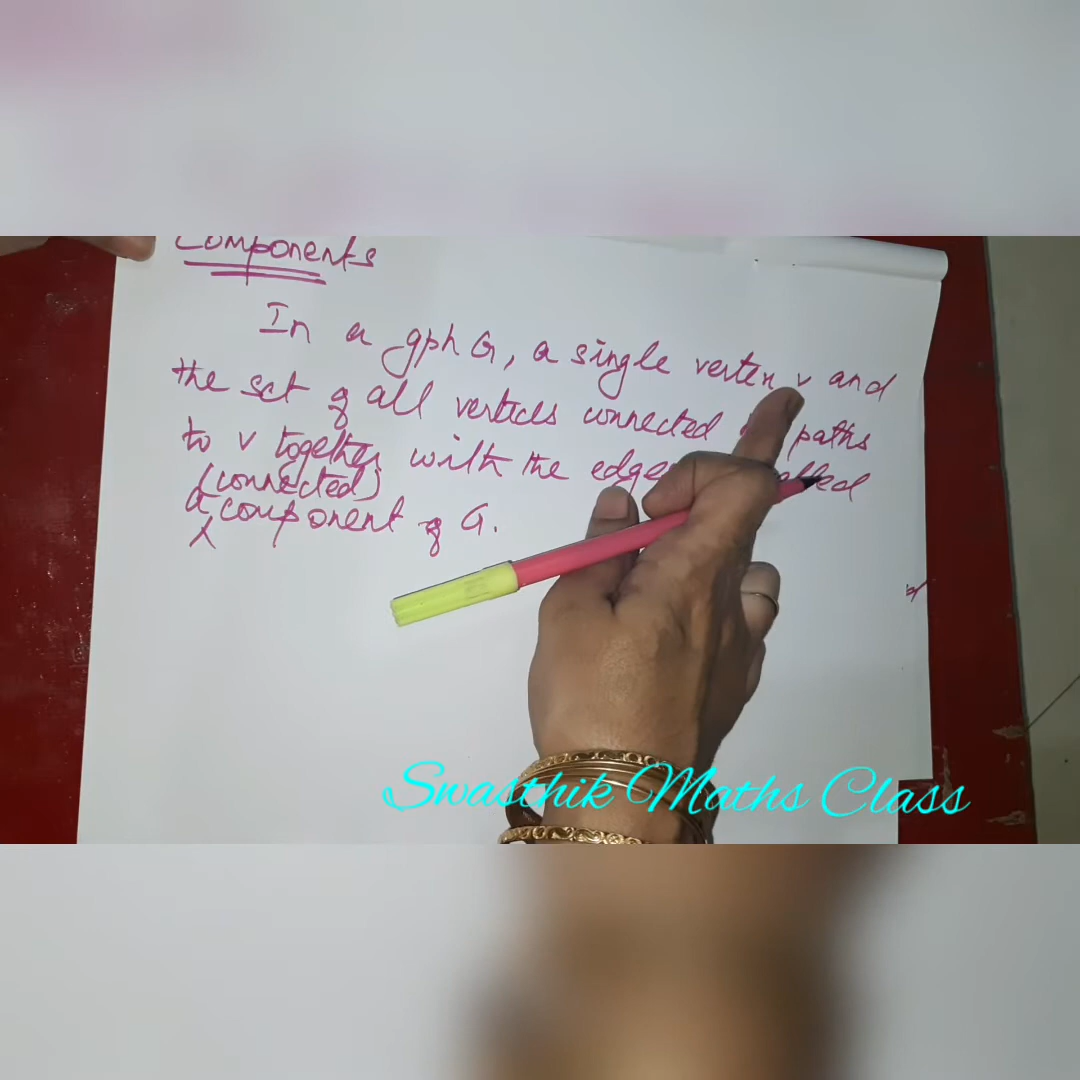 Components
In a gph G, a single vertex v and
the set of all vertices connected paths
to v together with the edge called
(connected)
a component of G.
Swasthik Maths Class